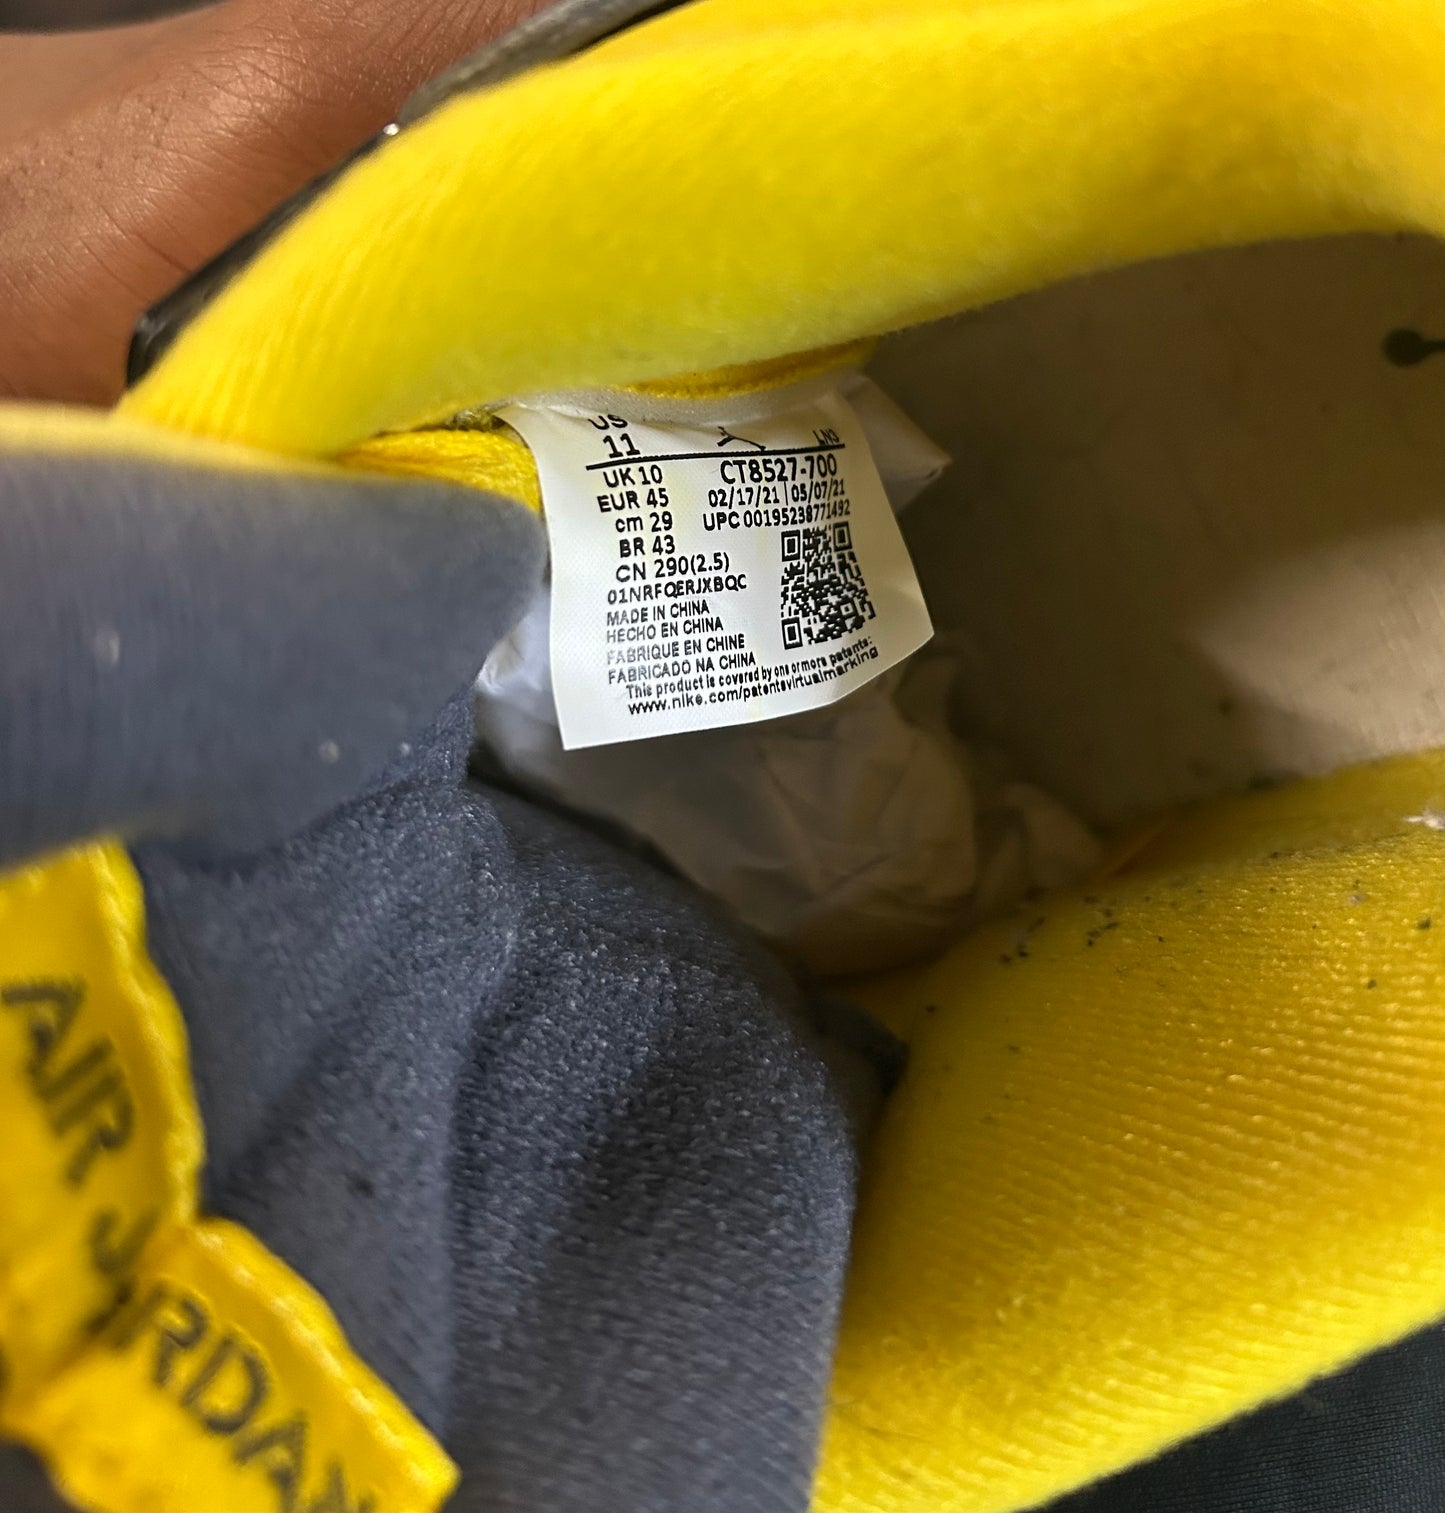 US
11
LN3
UK 10
EUR 45
cm 29
BR 43
CN 290(2.5)
CT8527-700
02/17/21 | 05/07/21
UPC 00195238771492
01NRFQERJXBQC
MADE IN CHINA
HECHO EN CHINA
FABRIQUE EN CHINE
FABRICADO NA CHINA
This product is covered by one or more patents:
www.nike.com/patentsvirtualmarking
AIR JORDAN